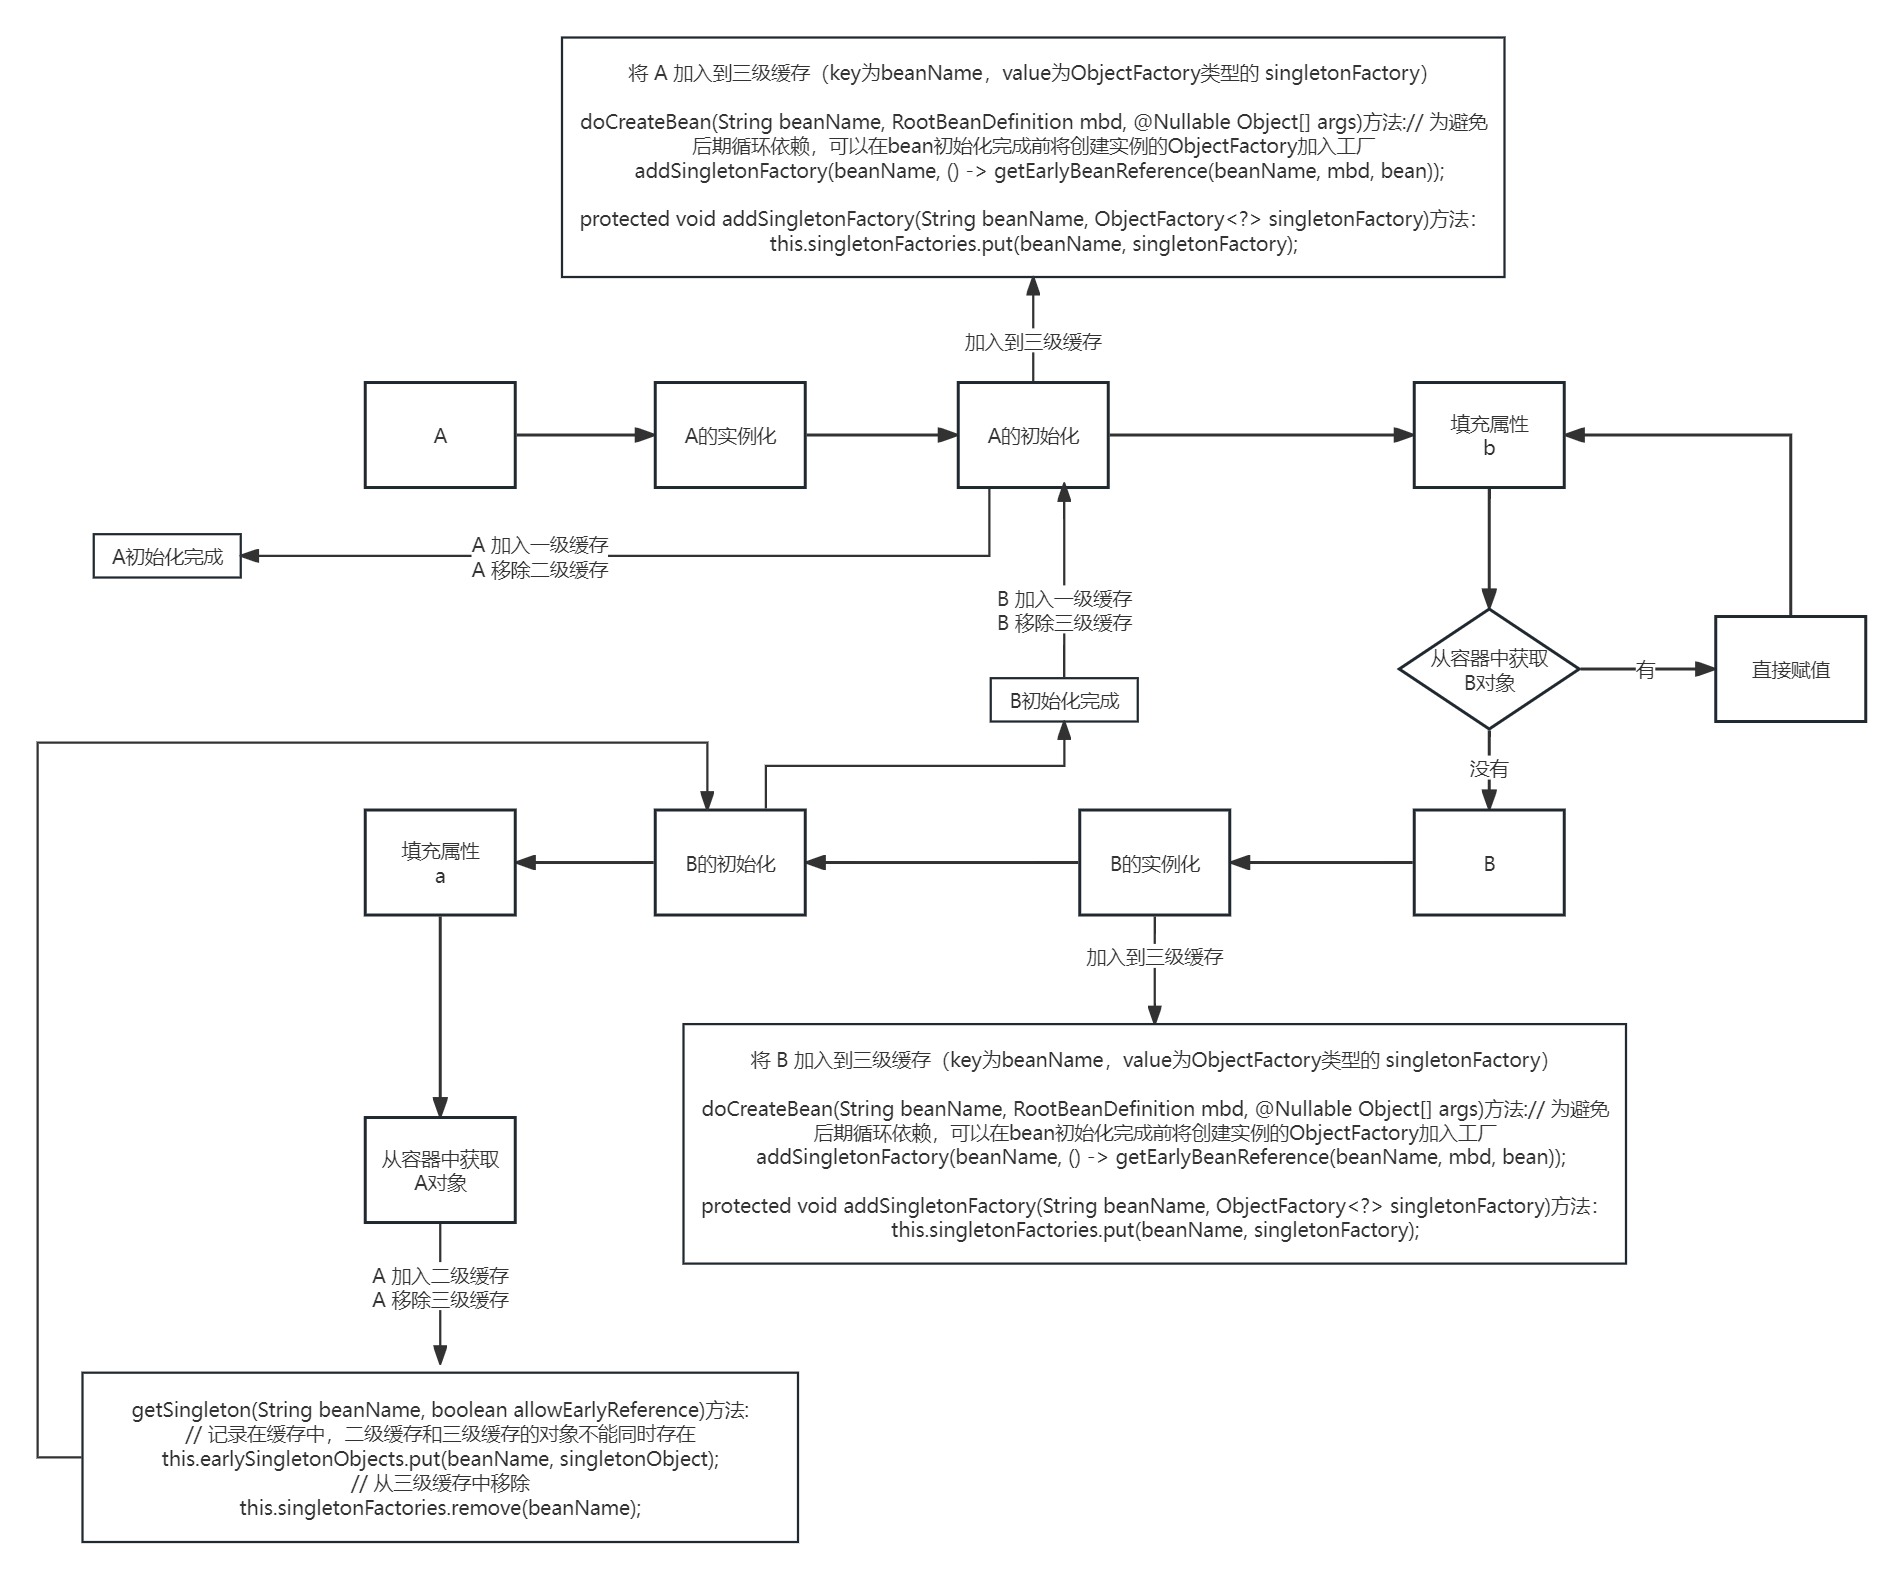 将 A 加入到三级缓存（key为beanName，value为ObjectFactory类型的 singletonFactory）
doCreateBean(String beanName, RootBeanDefinition mbd, @Nullable Object[] args)方法:// 为避免
后期循环依赖，可以在bean初始化完成前将创建实例的ObjectFactory加入工厂
addSingletonFactory(beanName, () -> getEarlyBeanReference(beanName, mbd, bean));
protected void addSingletonFactory(String beanName, ObjectFactory<?> singletonFactory)方法：
this.singletonFactories.put(beanName, singletonFactory);
加入到三级缓存
A
A的实例化
A的初始化
填充属性
b
A初始化完成
A 加入一级缓存
A 移除二级缓存
B 加入一级缓存
B 移除三级缓存
从容器中获取
B对象
有
直接赋值
B初始化完成
没有
填充属性
a
B的初始化
B的实例化
B
加入到三级缓存
将 B 加入到三级缓存（key为beanName，value为ObjectFactory类型的 singletonFactory）
doCreateBean(String beanName, RootBeanDefinition mbd, @Nullable Object[] args)方法:// 为避免
后期循环依赖，可以在bean初始化完成前将创建实例的ObjectFactory加入工厂
addSingletonFactory(beanName, () -> getEarlyBeanReference(beanName, mbd, bean));
protected void addSingletonFactory(String beanName, ObjectFactory<?> singletonFactory)方法：
this.singletonFactories.put(beanName, singletonFactory);
从容器中获取
A对象
A 加入二级缓存
A 移除三级缓存
getSingleton(String beanName, boolean allowEarlyReference)方法:
// 记录在缓存中，二级缓存和三级缓存的对象不能同时存在
this.earlySingletonObjects.put(beanName, singletonObject);
// 从三级缓存中移除
this.singletonFactories.remove(beanName);